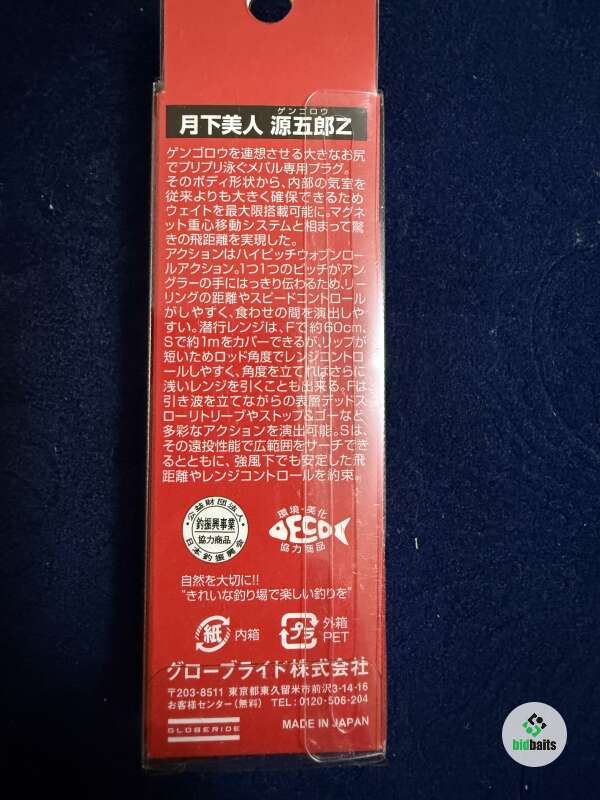 ゲンゴロウ
月下美人 源五郎Z
ゲンゴロウを連想させる大きなお尻
でプリプリ泳ぐメバル専用プラグ。
そのボディ形状から、内部の気室を
従来よりも大きく確保できるため
ウェイトを最大限搭載可能に。マグネ
ット重心移動システムと相まって驚
きの飛距離を実現した。
アクションはハイピッチウォブンロー
ルアクション。1つ1つのピッチがアン
グラーの手にはっきり伝わるため、リー
リングの距離やスピードコントロール
がしやすく、食わせの間を演出しや
すい。潜行レンジは、Fで約60cm、
Sで約1mをカバーできるが、リップが
短いためロッド角度でレンジコントロ
ールしやすく、角度を立てればさらに
浅いレンジを引くことも出来る。Fは
引き波を立てながらの表層デッドス
ローリトリーブやストップ&ゴーなど
多彩なアクションを演出可能。Sは、
その遠投性能で広範囲をサーチでき
るとともに、強風下でも安定した飛
距離やレンジコントロールを約束。
公益財団法人
釣振興事業
協力商品
日本釣振興会
環境・美化
ECO
協力商品
自然を大切に!!
"きれいな釣り場で楽しい釣りを"
紙 内箱
プラ 外箱
PET
グローブライド株式会社
〒203-8511 東京都東久留米市前沢3-14-16
お客様センター(無料) TEL:0120-506-204
GLOBERIDE
MADE IN JAPAN
bidbaits